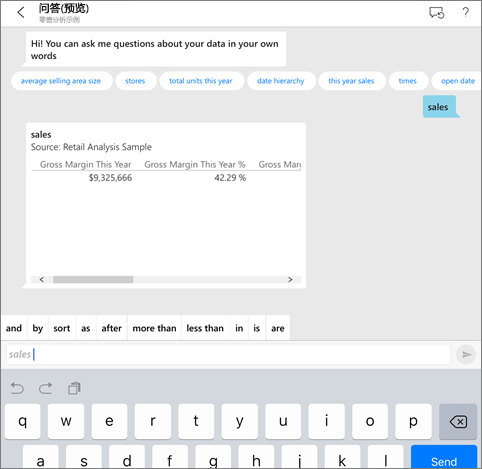 问答(预览)
零售分析示例
?
Hi! You can ask me questions about your data in your own
words
average selling area size stores total units this year date hierarchy this year sales times open date
sales
sales
Source: Retail Analysis Sample
Gross Margin This Year Gross Margin This Year % Gross Marg
$9,325,666 42.29 %
and by sort as after more than less than in is are
sales
q w e r t y u i o p
a s d f g h j k l Send